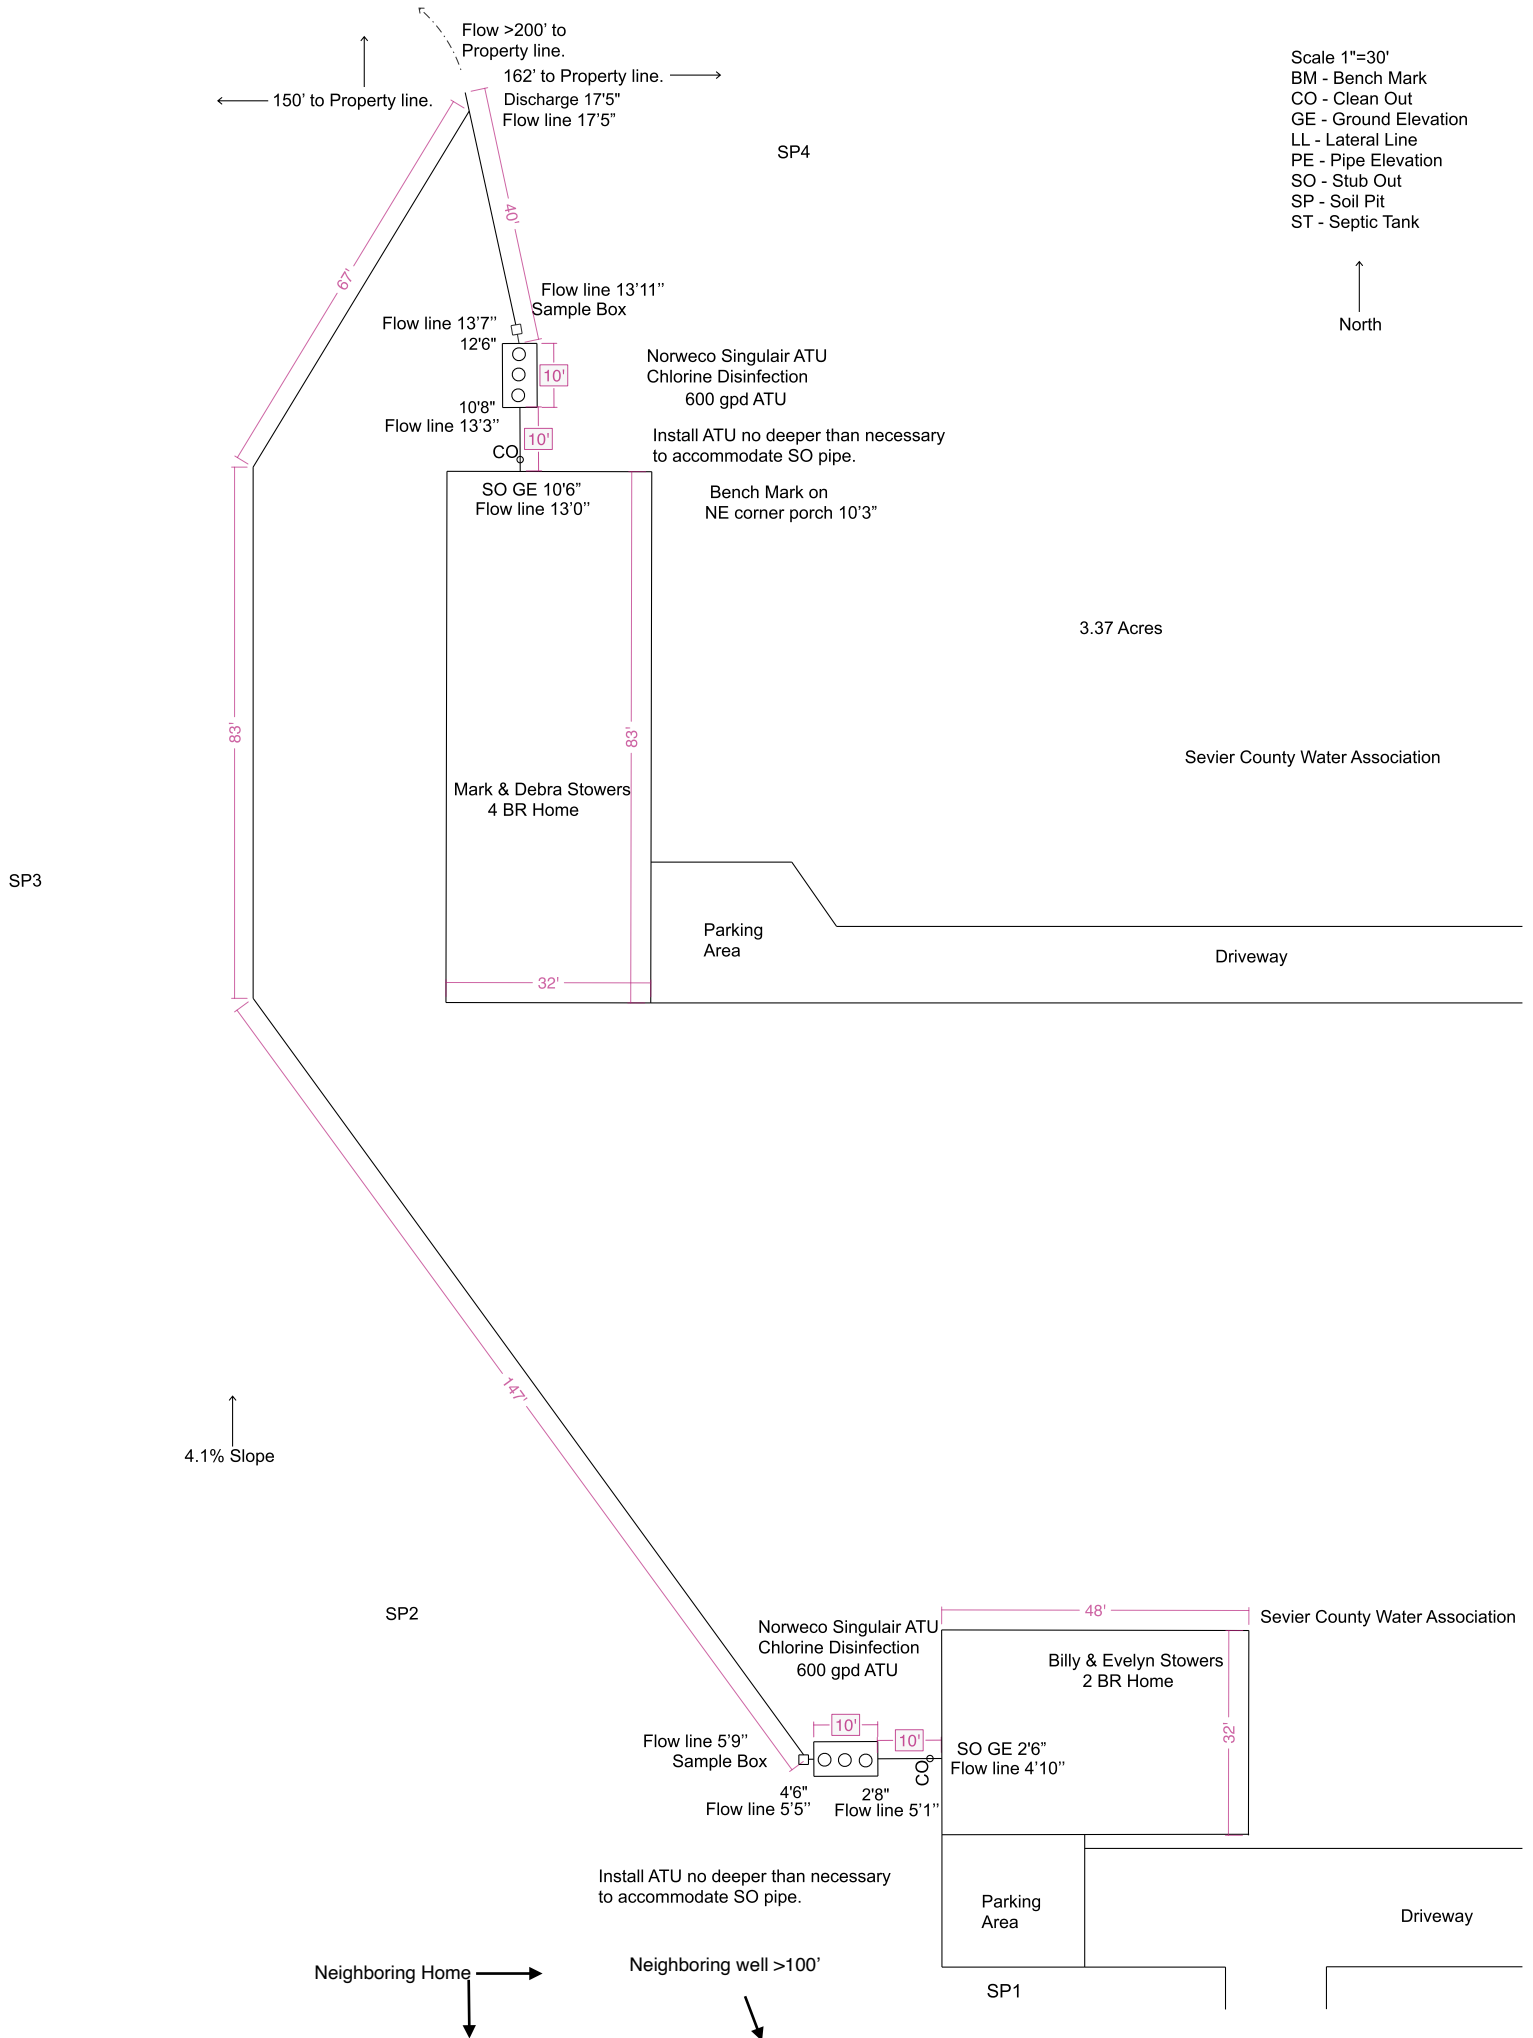 Flow >200’ to
Property line.
162’ to Property line.
150’ to Property line.
Discharge 17'5"
Flow line 17’5”
Scale 1"=30'
BM - Bench Mark
CO - Clean Out
GE - Ground Elevation
LL - Lateral Line
PE - Pipe Elevation
SO - Stub Out
SP - Soil Pit
ST - Septic Tank
North
SP4
40'
67'
Flow line 13’11’’
Sample Box
Flow line 13’7’’
12'6"
10'
Norweco Singulair ATU
Chlorine Disinfection
600 gpd ATU
10'8"
Flow line 13’3’’
10'
CO
Install ATU no deeper than necessary
to accommodate SO pipe.
SO GE 10'6”
Flow line 13’0’’
Bench Mark on
NE corner porch 10’3”
3.37 Acres
83'
83'
Sevier County Water Association
Mark & Debra Stowers
4 BR Home
SP3
Parking
Area
Driveway
32'
147'
4.1% Slope
SP2
48'
Sevier County Water Association
Norweco Singulair ATU
Chlorine Disinfection
600 gpd ATU
Billy & Evelyn Stowers
2 BR Home
32'
10'
10'
Flow line 5’9’’
Sample Box
SO GE 2'6”
Flow line 4’10’’
CO
4'6"
Flow line 5’5’’
2'8"
Flow line 5’1’’
Install ATU no deeper than necessary
to accommodate SO pipe.
Parking
Area
Driveway
Neighboring Home
Neighboring well >100’
SP1